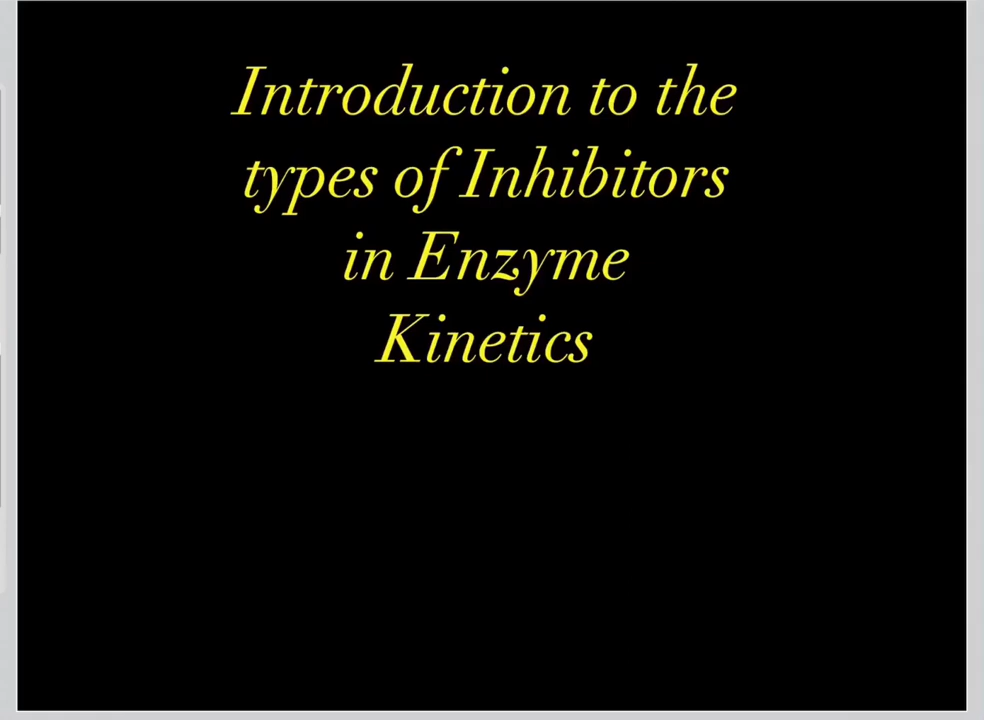 Introduction to the
types of Inhibitors
in Enzyme
Kinetics